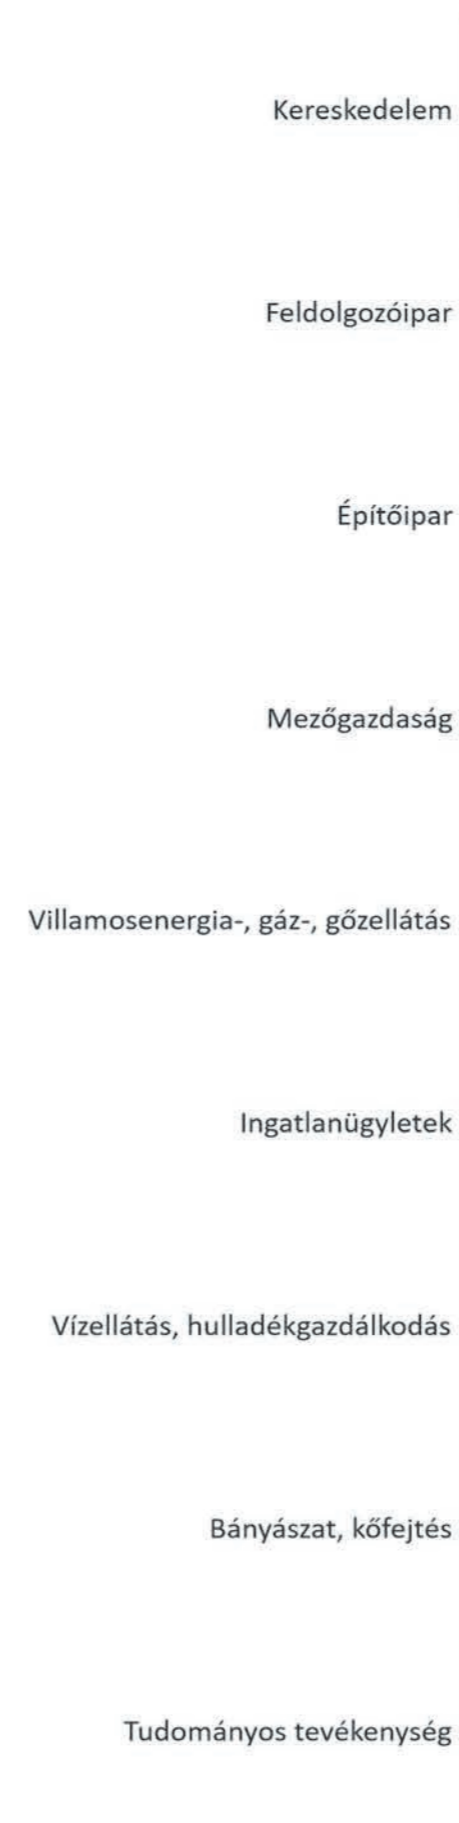 Kereskedelem
Feldolgozóipar
Építőipar
Mezőgazdaság
Villamosenergia-, gáz-, gőzellátás
Ingatlanügyletek
Vízellátás, hulladékgazdálkodás
Bányászat, kőfejtés
Tudományos tevékenység